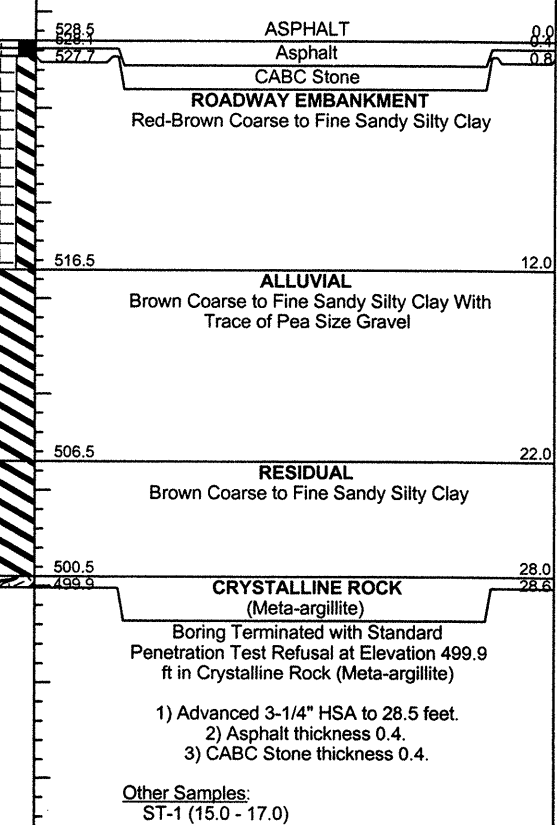 528.5 ASPHALT 0.0
528.1 0.4
Asphalt
527.7 0.8
CABC Stone
ROADWAY EMBANKMENT
Red-Brown Coarse to Fine Sandy Silty Clay
516.5 12.0
ALLUVIAL
Brown Coarse to Fine Sandy Silty Clay With
Trace of Pea Size Gravel
506.5 22.0
RESIDUAL
Brown Coarse to Fine Sandy Silty Clay
500.5 28.0
499.9 CRYSTALLINE ROCK 28.6
(Meta-argillite)
Boring Terminated with Standard
Penetration Test Refusal at Elevation 499.9
ft in Crystalline Rock (Meta-argillite)
1) Advanced 3-1/4" HSA to 28.5 feet.
2) Asphalt thickness 0.4.
3) CABC Stone thickness 0.4.
Other Samples:
ST-1 (15.0 - 17.0)